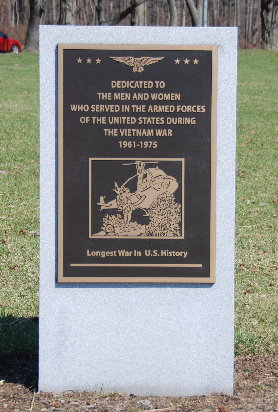 DEDICATED TO
THE MEN AND WOMEN
WHO SERVED IN THE ARMED FORCES
OF THE UNITED STATES DURING
THE VIETNAM WAR
1961-1975
Longest War In U.S. History